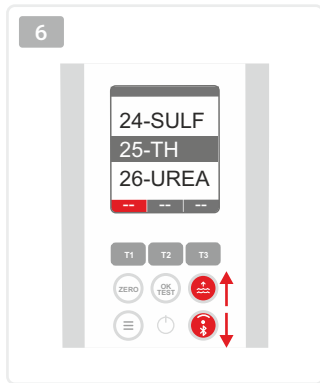 6
24-SULF
25-TH
26-UREA
-- -- --
T1 T2 T3
ZERO OK TEST